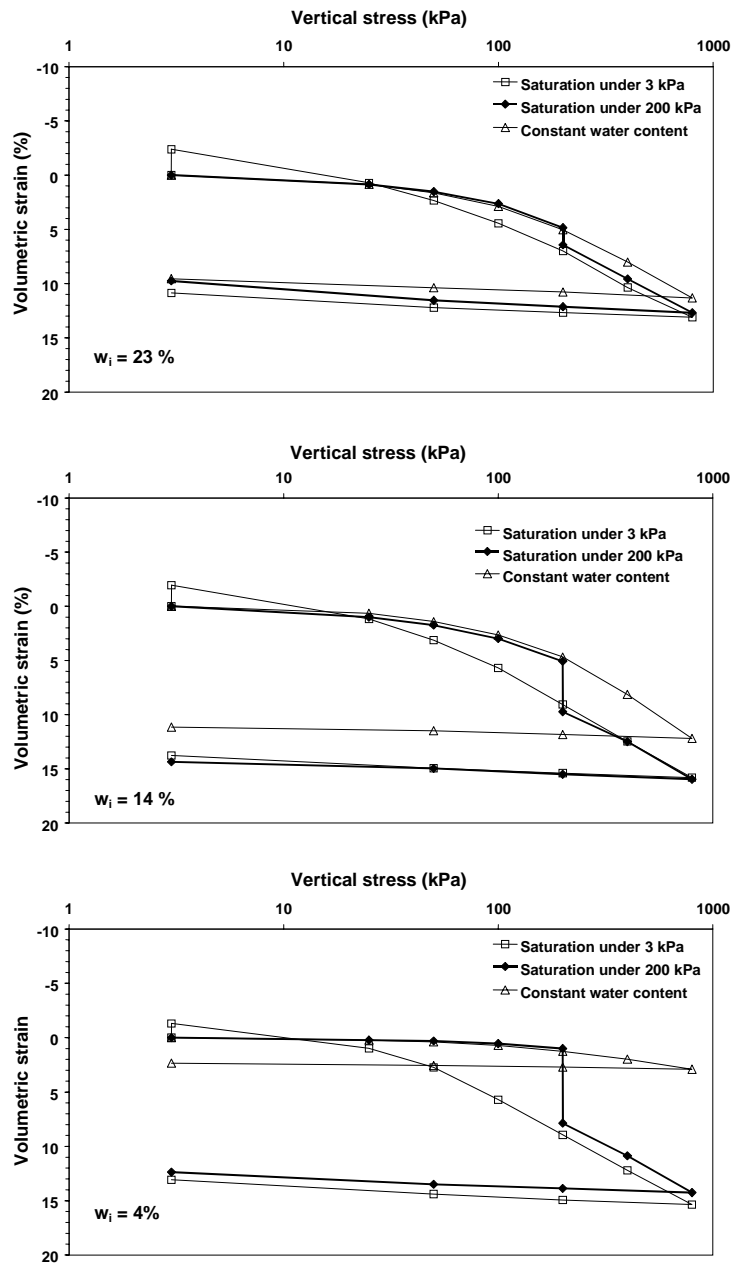 Vertical stress (kPa)
1 10 100 1000
-10
-5
0
5
10
15
20
Volumetric strain (%)
Saturation under 3 kPa
Saturation under 200 kPa
Constant water content
wi = 23 %
Vertical stress (kPa)
1 10 100 1000
-10
-5
0
5
10
15
20
Volumetric strain (%)
Saturation under 3 kPa
Saturation under 200 kPa
Constant water content
wi = 14 %
Vertical stress (kPa)
1 10 100 1000
-10
-5
0
5
10
15
20
Volumetric strain
Saturation under 3 kPa
Saturation under 200 kPa
Constant water content
wi = 4%